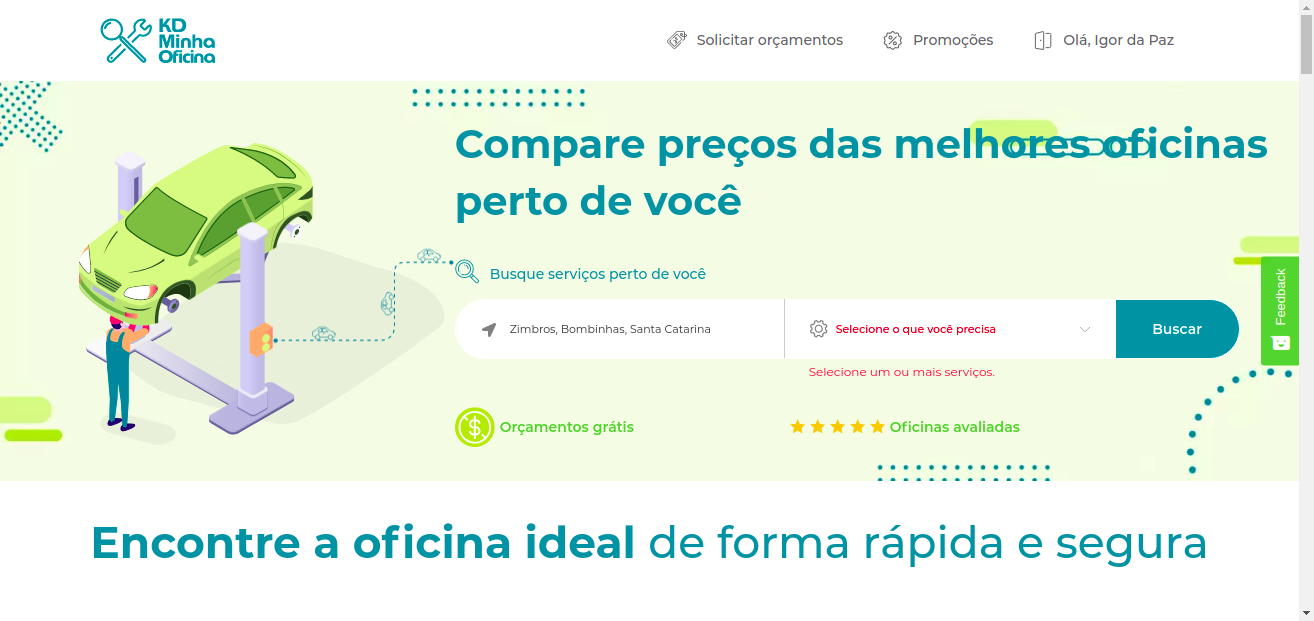 KD
Minha
Oficina
Solicitar orçamentos
Promoções
Olá, Igor da Paz
Compare preços das melhores oficinas
perto de você
Busque serviços perto de você
Zimbros, Bombinhas, Santa Catarina
Selecione o que você precisa
Buscar
Selecione um ou mais serviços.
Orçamentos grátis
Oficinas avaliadas
Feedback
Encontre a oficina ideal de forma rápida e segura